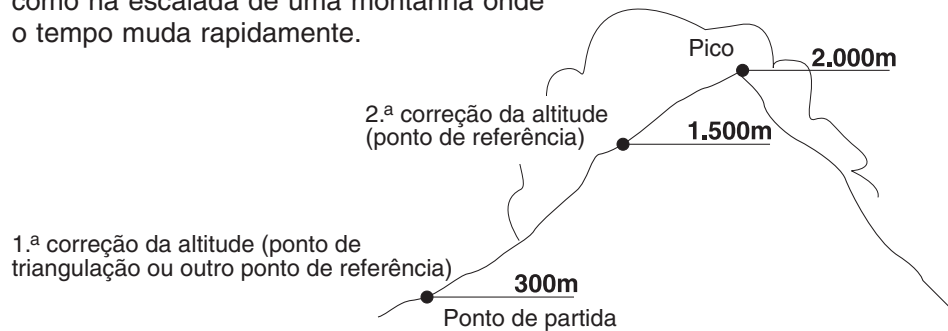 como na escalada de uma montanha onde
o tempo muda rapidamente.
Pico
2.000m
2.ª correção da altitude
(ponto de referência)
1.500m
1.ª correção da altitude (ponto de
triangulação ou outro ponto de referência)
300m
Ponto de partida